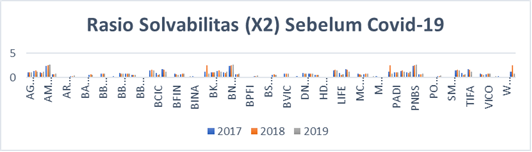 Rasio Solvabilitas (X2) Sebelum Covid-19
5
0
AG...
AM...
AR...
BA...
BB...
BB...
BB...
BCIC
BFIN
BINA
BK...
BN...
BPFI
BS...
BVIC
DN...
HD...
LIFE
MC...
M...
PADI
PNBS
PO...
SM...
TIFA
VICO
W...
2017 2018 2019